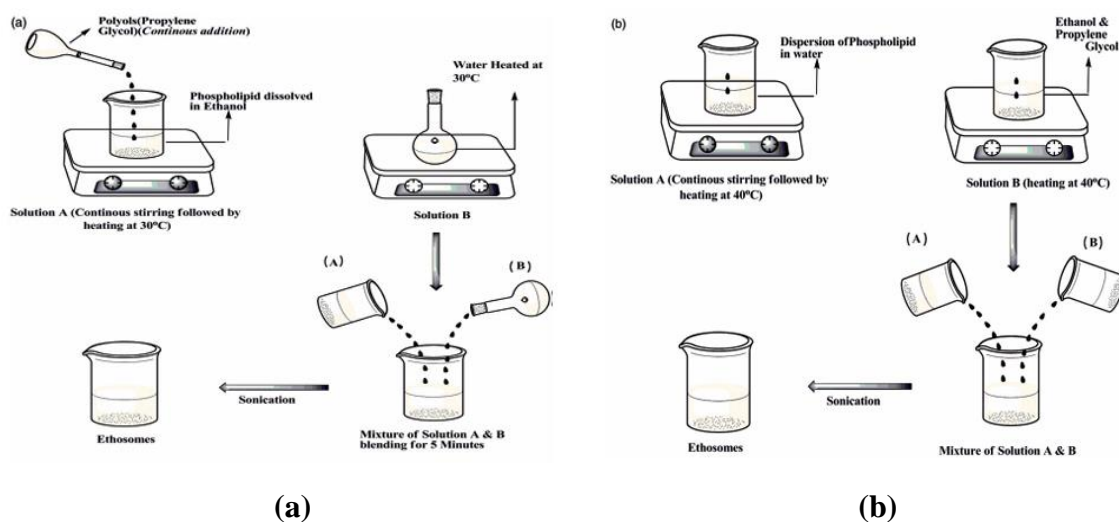 (a)
Polyols(Propylene
Glycol)(Continous addition)
Phospholipid dissolved
in Ethanol
Solution A (Continous stirring followed by
heating at 30°C)
Water Heated at
30°C
Solution B
(A)
(B)
Mixture of Solution A & B
blending for 5 Minutes
Sonication
Ethosomes
(b)
Dispersion of Phospholipid
in water
Solution A (Continous stirring followed by
heating at 40°C)
Ethanol &
Propylene
Glycol
Solution B (heating at 40°C)
(A)
(B)
Mixture of Solution A & B
Sonication
Ethosomes
(a)
(b)